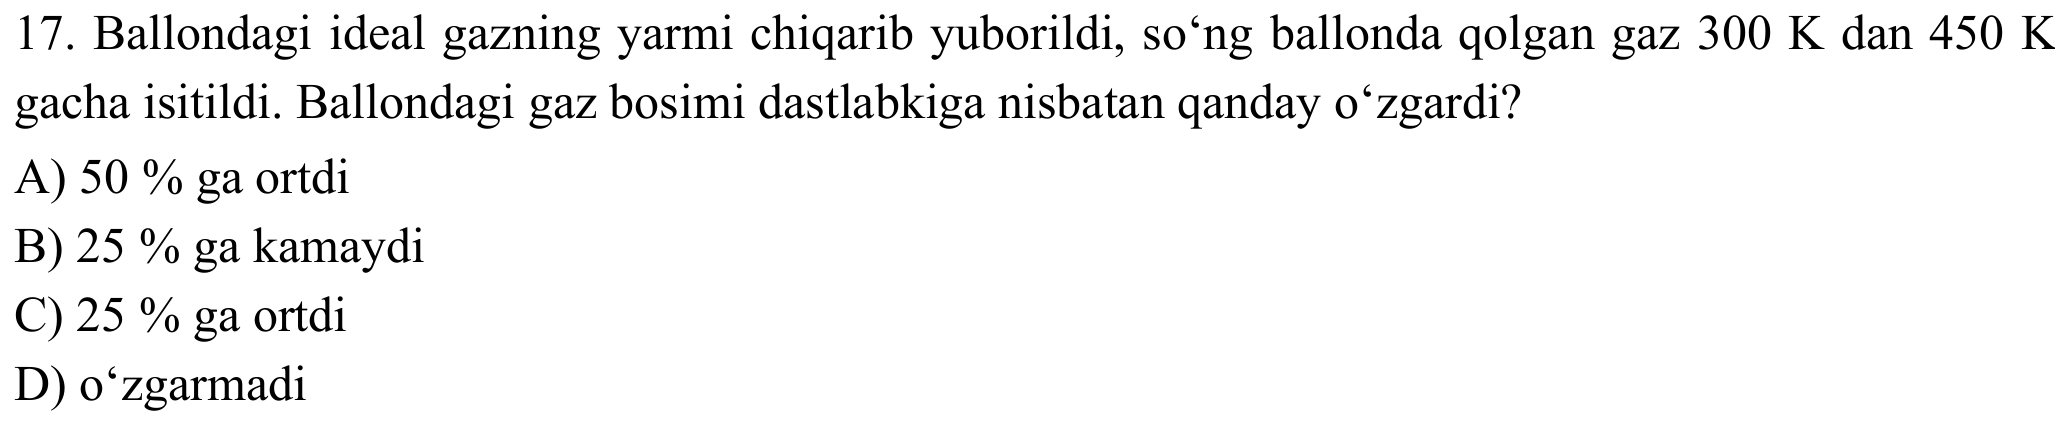 17. Ballondagi ideal gazning yarmi chiqarib yuborildi, so‘ng ballonda qolgan gaz 300 K dan 450 K
gacha isitildi. Ballondagi gaz bosimi dastlabkiga nisbatan qanday o‘zgardi?
A) 50 % ga ortdi
B) 25 % ga kamaydi
C) 25 % ga ortdi
D) o‘zgarmadi